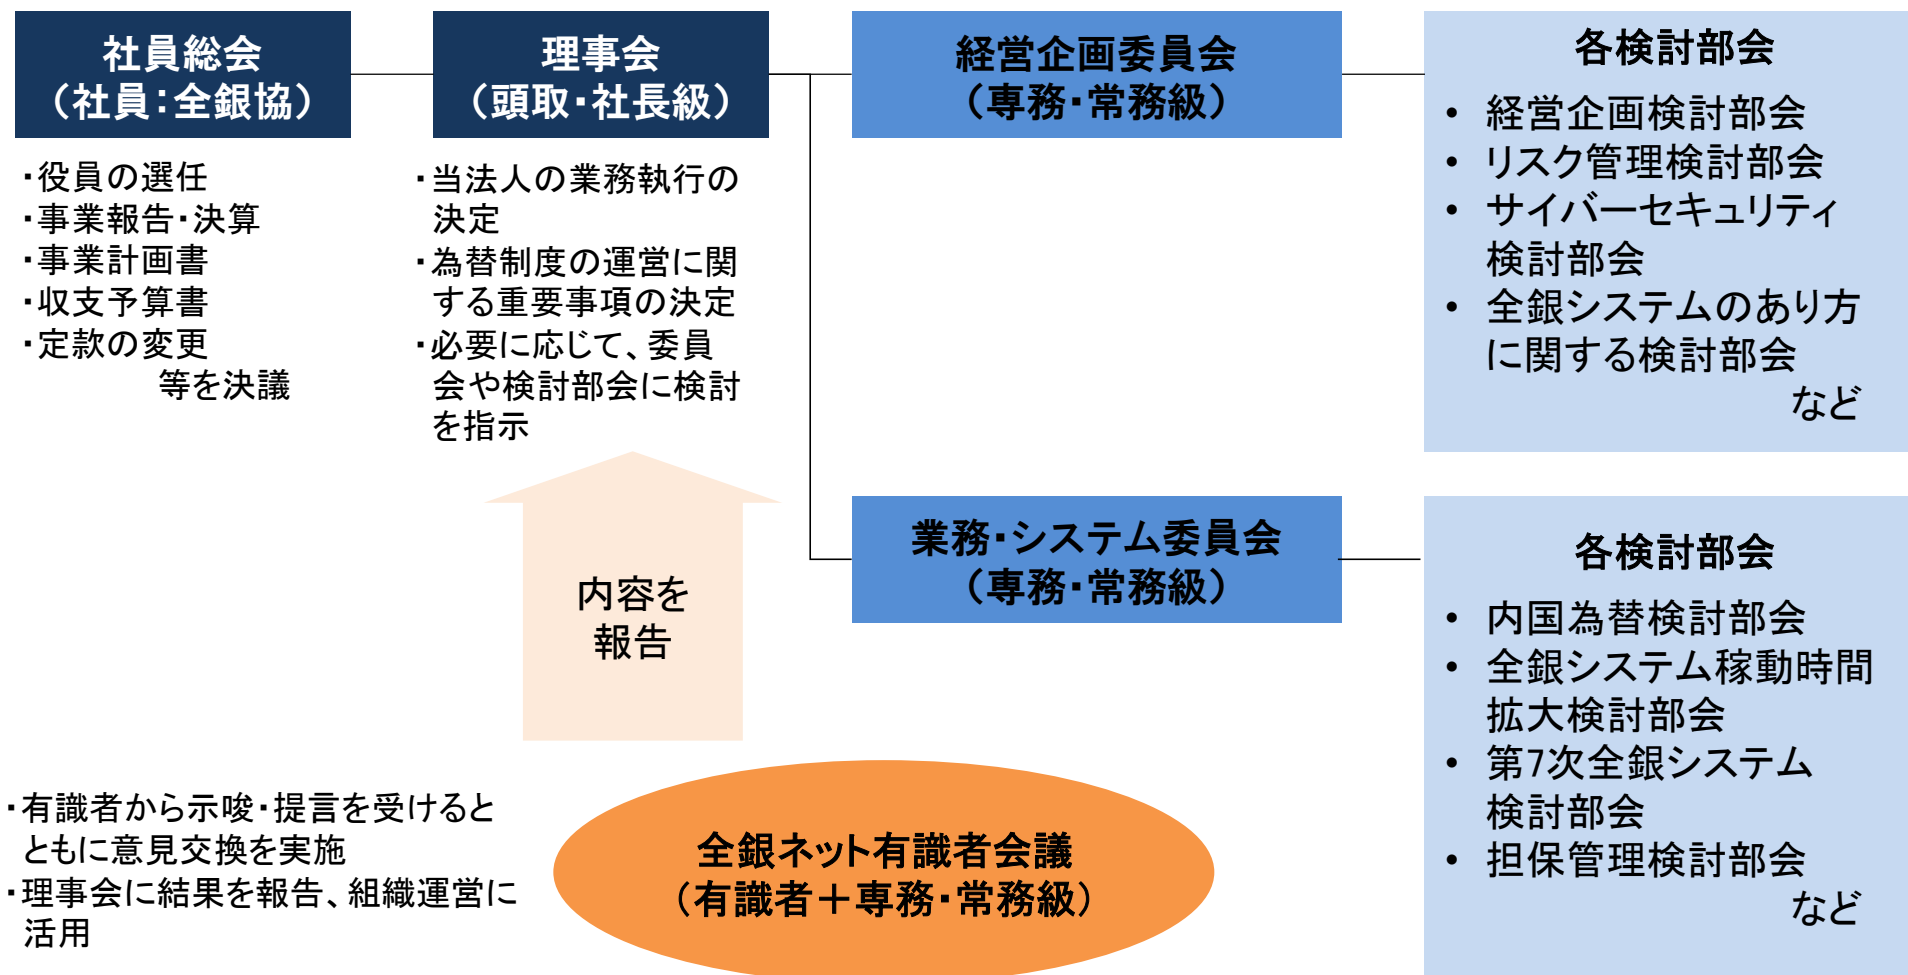 社員総会
（社員：全銀協）
・役員の選任
・事業報告・決算
・事業計画書
・収支予算書
・定款の変更
等を決議
理事会
（頭取・社長級）
・当法人の業務執行の
決定
・為替制度の運営に関
する重要事項の決定
・必要に応じて、委員
会や検討部会に検討
を指示
経営企画委員会
（専務・常務級）
各検討部会
• 経営企画検討部会
• リスク管理検討部会
• サイバーセキュリティ
検討部会
• 全銀システムのあり方
に関する検討部会
など
業務・システム委員会
（専務・常務級）
各検討部会
• 内国為替検討部会
• 全銀システム稼動時間
拡大検討部会
• 第7次全銀システム
検討部会
• 担保管理検討部会
など
内容を
報告
・有識者から示唆・提言を受けると
ともに意見交換を実施
・理事会に結果を報告、組織運営に
活用
全銀ネット有識者会議
（有識者＋専務・常務級）